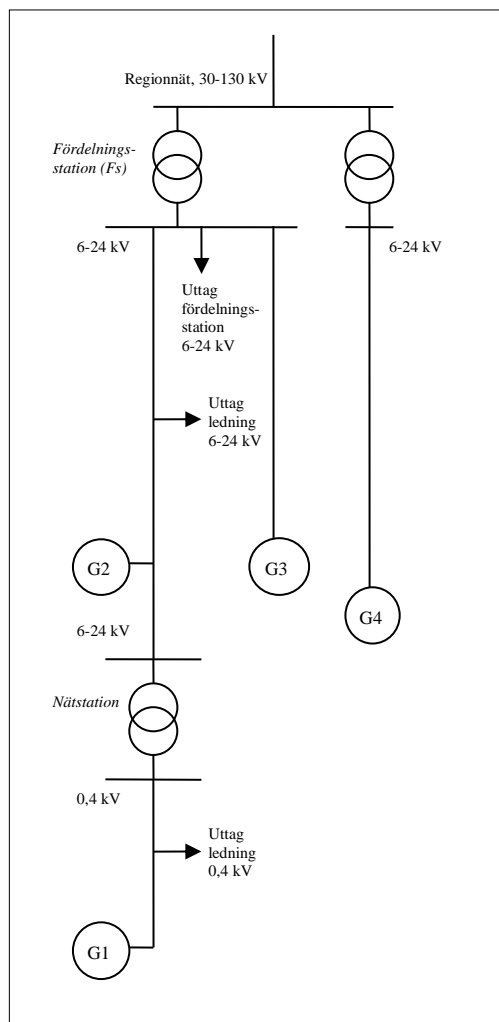 Regionnät, 30-130 kV
Fördelnings-
station (Fs)
6-24 kV
6-24 kV
Uttag
fördelnings-
station
6-24 kV
Uttag
ledning
6-24 kV
G2
G3
G4
6-24 kV
Nätstation
0,4 kV
Uttag
ledning
0,4 kV
G1